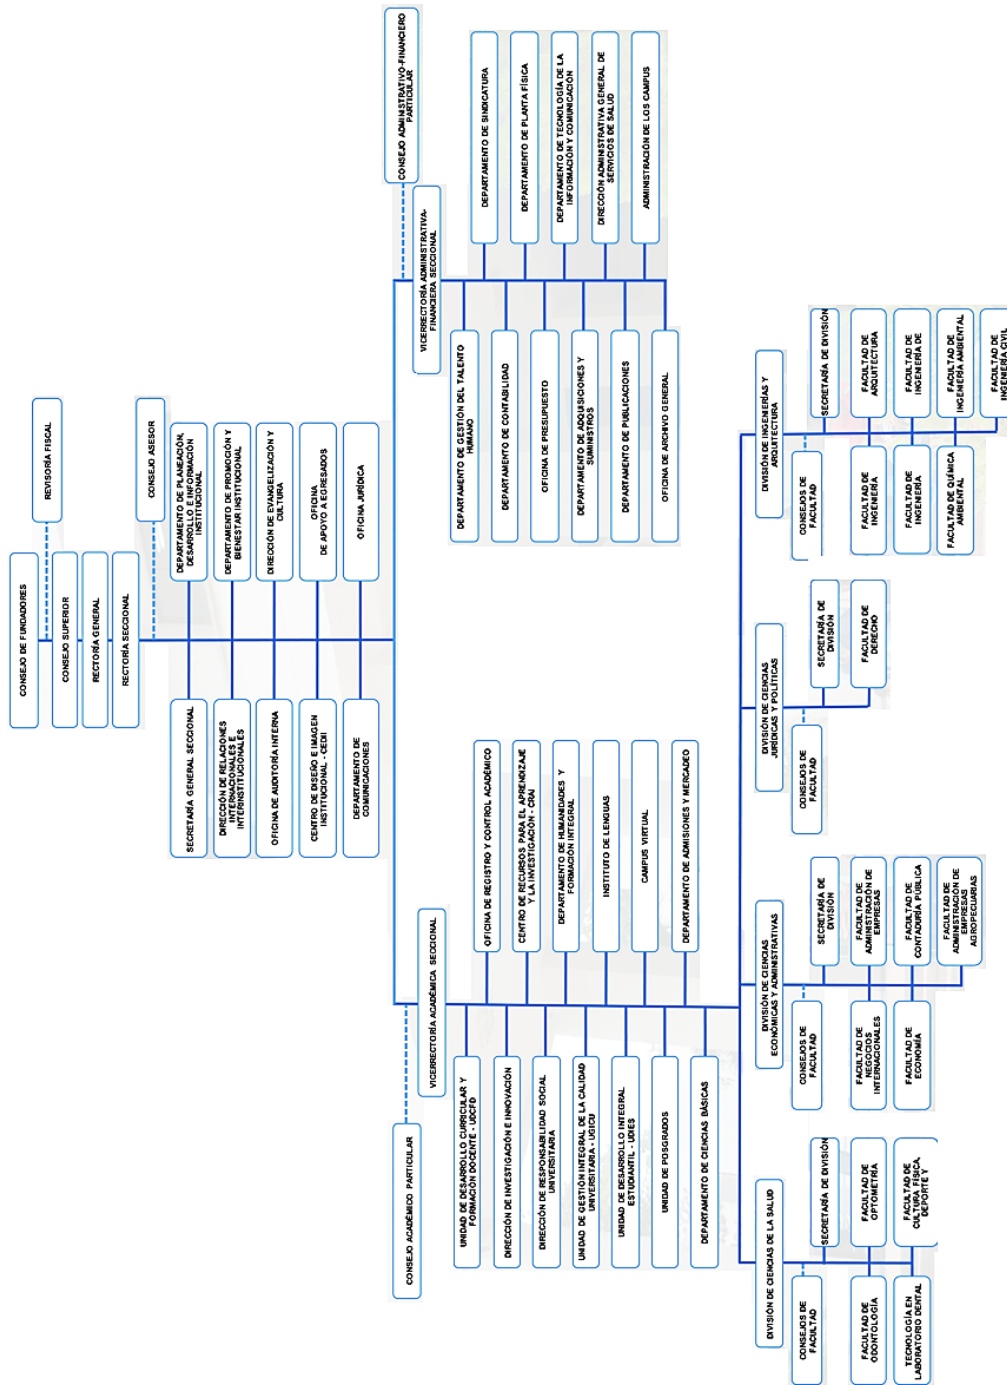 CONSEJO DE FUNDADORES
REVISORÍA FISCAL
CONSEJO SUPERIOR
RECTORÍA GENERAL
RECTORÍA SECCIONAL
CONSEJO ASESOR
SECRETARÍA GENERAL SECCIONAL
DEPARTAMENTO DE PLANEACIÓN,
DESARROLLO E INFORMACIÓN
INSTITUCIONAL
DIRECCIÓN DE RELACIONES
INTERNACIONALES E
INTERINSTITUCIONALES
DEPARTAMENTO DE PROMOCIÓN Y
BIENESTAR INSTITUCIONAL
OFICINA DE AUDITORÍA INTERNA
DIRECCIÓN DE EVANGELIZACIÓN Y
CULTURA
CENTRO DE DISEÑO E IMAGEN
INSTITUCIONAL - CEDII
OFICINA
DE APOYO A EGRESADOS
DEPARTAMENTO DE
COMUNICACIONES
OFICINA JURÍDICA
CONSEJO ACADÉMICO PARTICULAR
VICERRECTORÍA ACADÉMICA SECCIONAL
CONSEJO ADMINISTRATIVO-FINANCIERO
PARTICULAR
VICERRECTORÍA ADMINISTRATIVA-
FINANCIERA SECCIONAL
UNIDAD DE DESARROLLO CURRICULAR Y
FORMACIÓN DOCENTE - UDCFD
OFICINA DE REGISTRO Y CONTROL ACADÉMICO
DIRECCIÓN DE INVESTIGACIÓN E INNOVACIÓN
CENTRO DE RECURSOS PARA EL APRENDIZAJE
Y LA INVESTIGACIÓN - CRAI
DIRECCIÓN DE RESPONSABILIDAD SOCIAL
UNIVERSITARIA
DEPARTAMENTO DE HUMANIDADES Y
FORMACIÓN INTEGRAL
UNIDAD DE GESTIÓN INTEGRAL DE LA CALIDAD
UNIVERSITARIA - UGICU
INSTITUTO DE LENGUAS
UNIDAD DE DESARROLLO INTEGRAL
ESTUDIANTIL - UDIES
CAMPUS VIRTUAL
UNIDAD DE POSGRADOS
DEPARTAMENTO DE ADMISIONES Y MERCADEO
DEPARTAMENTO DE CIENCIAS BÁSICAS
DEPARTAMENTO DE GESTIÓN DEL TALENTO
HUMANO
DEPARTAMENTO DE SINDICATURA
DEPARTAMENTO DE CONTABILIDAD
DEPARTAMENTO DE PLANTA FÍSICA
OFICINA DE PRESUPUESTO
DEPARTAMENTO DE TECNOLOGÍA DE LA
INFORMACIÓN Y COMUNICACIÓN
DEPARTAMENTO DE ADQUISICIONES Y
SUMINISTROS
DIRECCIÓN ADMINISTRATIVA GENERAL DE
SERVICIOS DE SALUD
DEPARTAMENTO DE PUBLICACIONES
ADMINISTRACIÓN DE LOS CAMPUS
OFICINA DE ARCHIVO GENERAL
DIVISIÓN DE CIENCIAS DE LA SALUD
CONSEJOS DE
FACULTAD
SECRETARÍA DE DIVISIÓN
FACULTAD DE
ODONTOLOGÍA
FACULTAD DE
OPTOMETRÍA
TECNOLOGÍA EN
LABORATORIO DENTAL
FACULTAD DE
CULTURA FÍSICA,
DEPORTE Y
DIVISIÓN DE CIENCIAS
ECONÓMICAS Y ADMINISTRATIVAS
CONSEJOS DE
FACULTAD
SECRETARÍA DE
DIVISIÓN
FACULTAD DE
NEGOCIOS
INTERNACIONALES
FACULTAD DE
ADMINISTRACIÓN DE
EMPRESAS
FACULTAD DE
ECONOMÍA
FACULTAD DE
CONTADURÍA PÚBLICA
FACULTAD DE
ADMINISTRACIÓN DE
EMPRESAS
AGROPECUARIAS
DIVISIÓN DE CIENCIAS
JURÍDICAS Y POLÍTICAS
CONSEJOS DE
FACULTAD
SECRETARÍA DE
DIVISIÓN
FACULTAD DE
DERECHO
DIVISIÓN DE INGENIERÍAS Y
ARQUITECTURA
CONSEJOS DE
FACULTAD
SECRETARÍA DE DIVISIÓN
FACULTAD DE
INGENIERÍA
FACULTAD DE
ARQUITECTURA
FACULTAD DE
INGENIERÍA
FACULTAD DE
INGENIERÍA DE
FACULTAD DE QUÍMICA
AMBIENTAL
FACULTAD DE
INGENIERÍA AMBIENTAL
FACULTAD DE
INGENIERÍA CIVIL